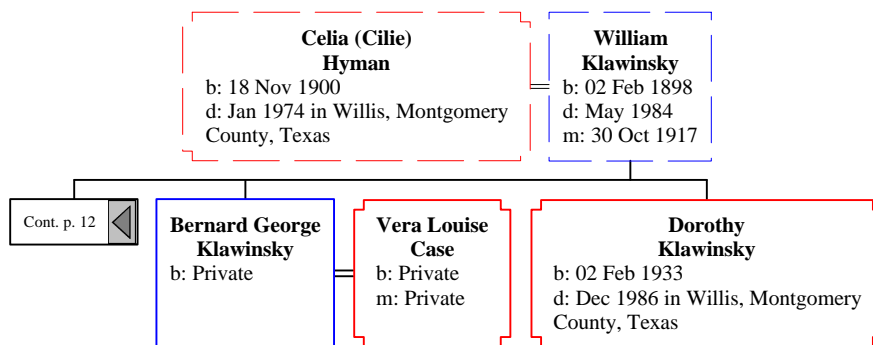 Celia (Cilie)
Hyman
b: 18 Nov 1900
d: Jan 1974 in Willis, Montgomery
County, Texas
William
Klawinsky
b: 02 Feb 1898
d: May 1984
m: 30 Oct 1917
Cont. p. 12
Bernard George
Klawinsky
b: Private
Vera Louise
Case
b: Private
m: Private
Dorothy
Klawinsky
b: 02 Feb 1933
d: Dec 1986 in Willis, Montgomery
County, Texas